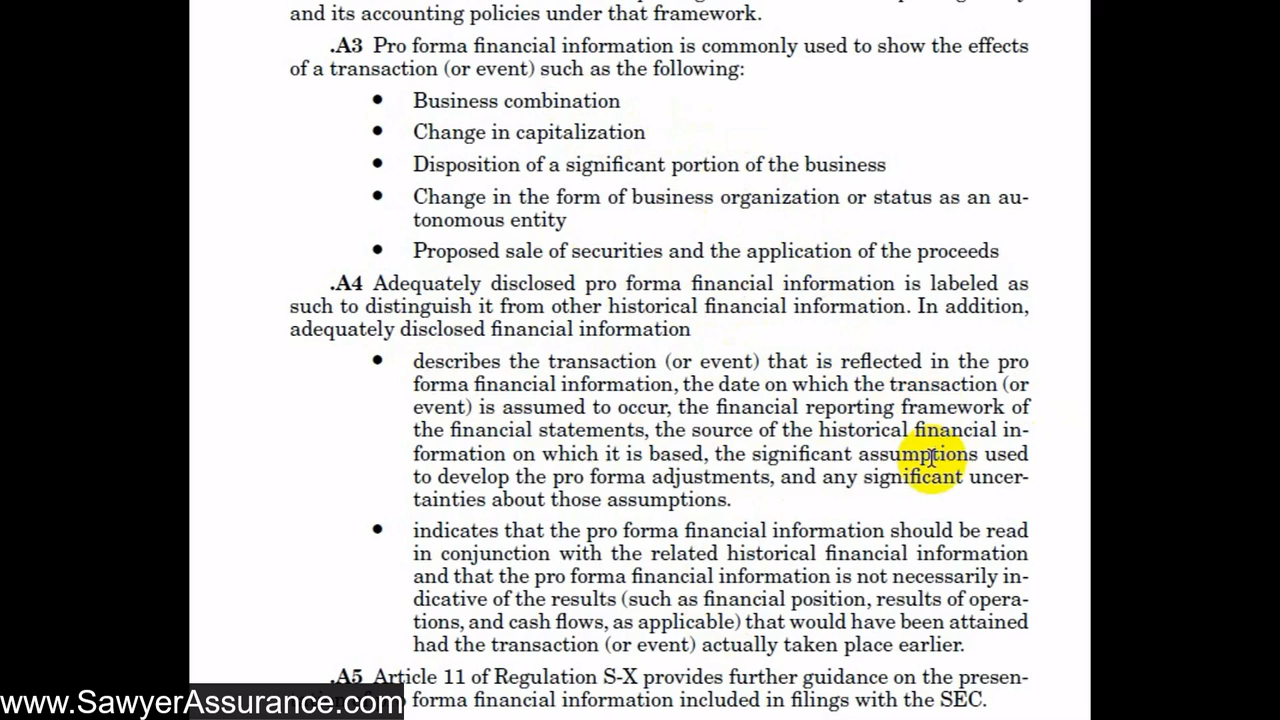 and its accounting policies under that framework.
.A3 Pro forma financial information is commonly used to show the effects
of a transaction (or event) such as the following:
• Business combination
• Change in capitalization
• Disposition of a significant portion of the business
• Change in the form of business organization or status as an au-
tonomous entity
• Proposed sale of securities and the application of the proceeds
.A4 Adequately disclosed pro forma financial information is labeled as
such to distinguish it from other historical financial information. In addition,
adequately disclosed financial information
• describes the transaction (or event) that is reflected in the pro
forma financial information, the date on which the transaction (or
event) is assumed to occur, the financial reporting framework of
the financial statements, the source of the historical financial in-
formation on which it is based, the significant assumptions used
to develop the pro forma adjustments, and any significant uncer-
tainties about those assumptions.
• indicates that the pro forma financial information should be read
in conjunction with the related historical financial information
and that the pro forma financial information is not necessarily in-
dicative of the results (such as financial position, results of opera-
tions, and cash flows, as applicable) that would have been attained
had the transaction (or event) actually taken place earlier.
.A5 Article 11 of Regulation S-X provides further guidance on the presen-
forma financial information included in filings with the SEC.
www.SawyerAssurance.com